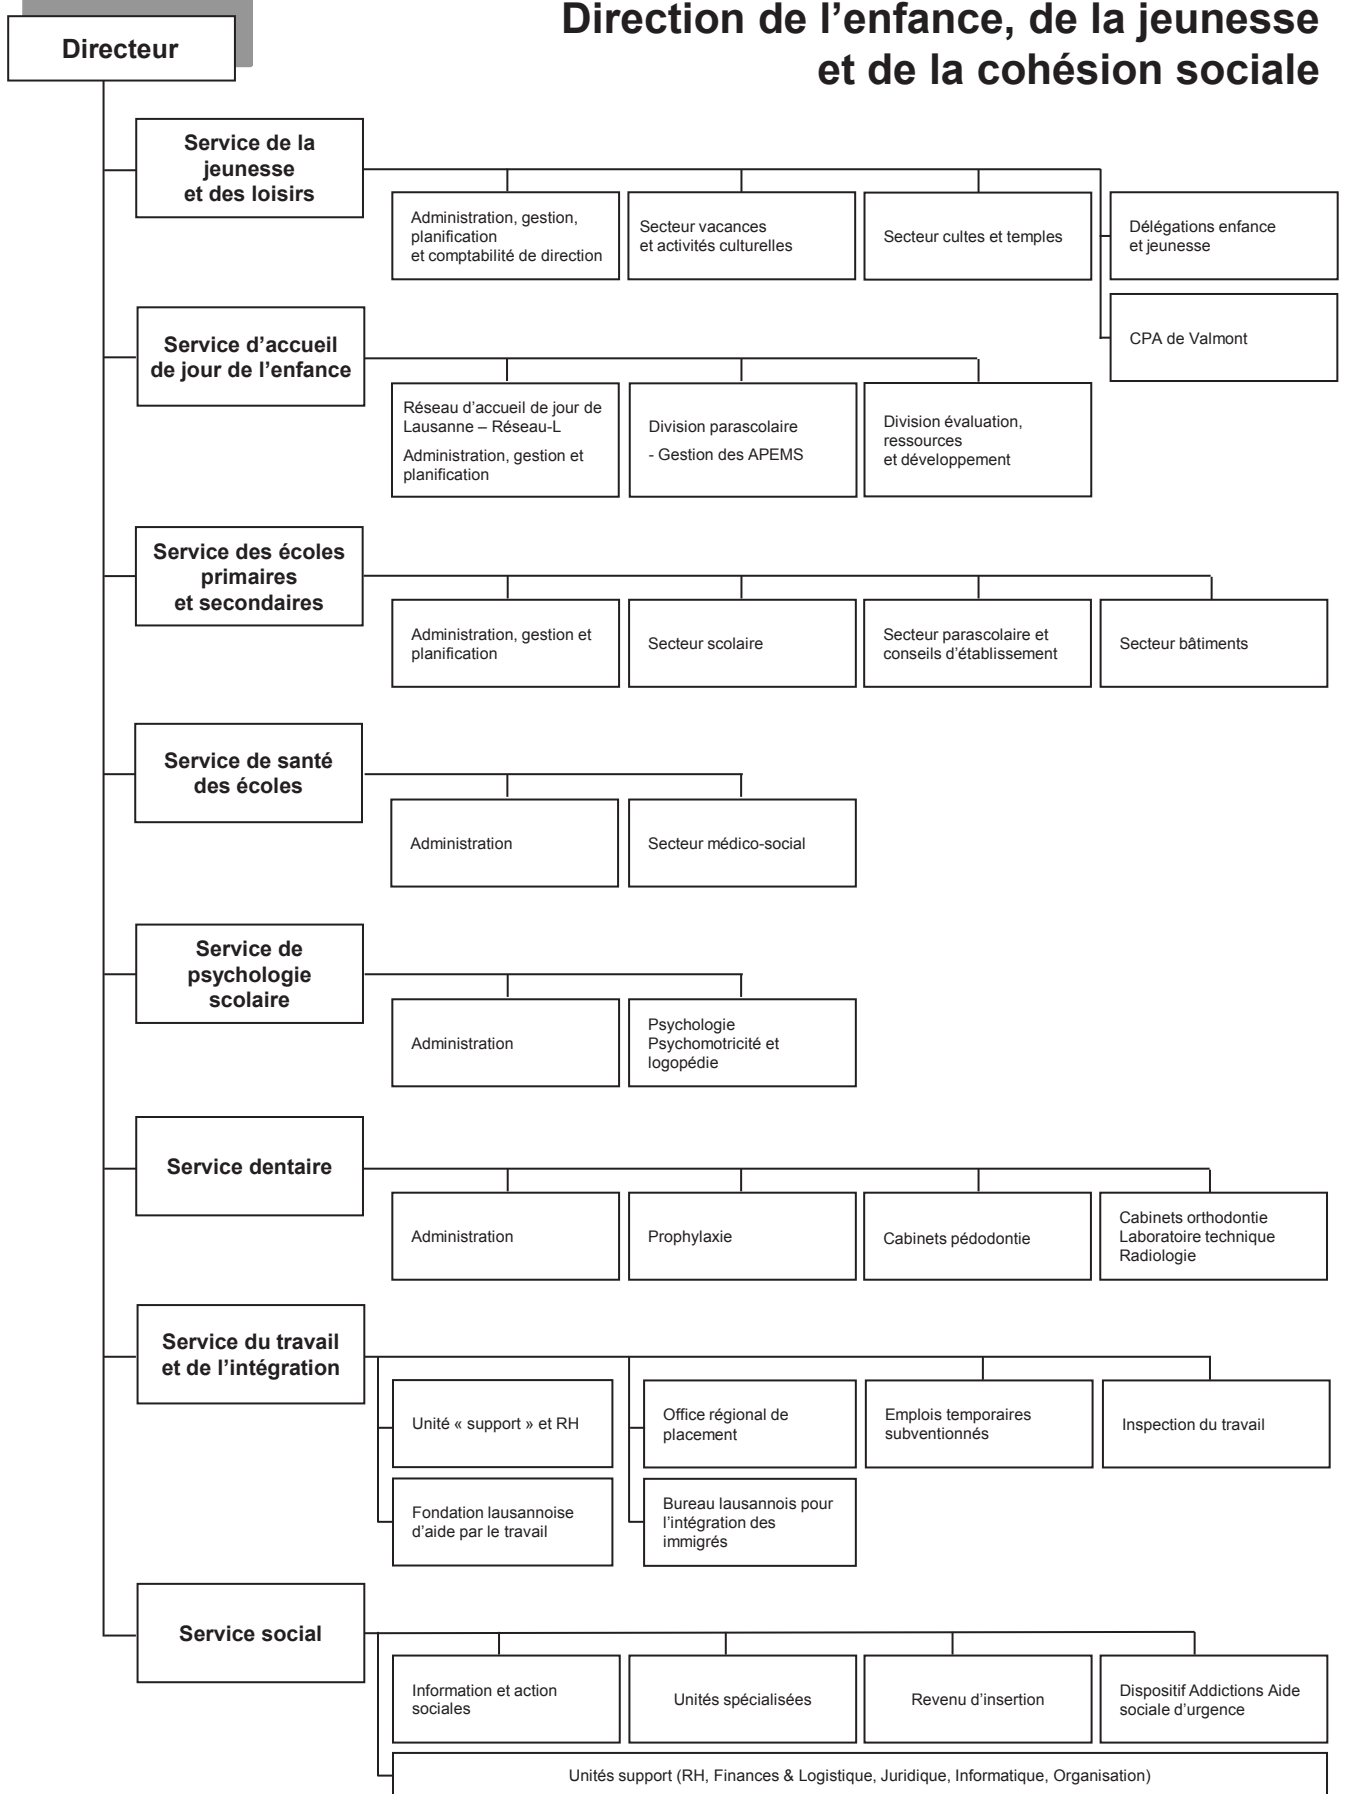 Direction de l’enfance, de la jeunesse
et de la cohésion sociale
Directeur
Service de la
jeunesse
et des loisirs
Administration, gestion,
planification
et comptabilité de direction
Secteur vacances
et activités culturelles
Secteur cultes et temples
Délégations enfance
et jeunesse
CPA de Valmont
Service d’accueil
de jour de l’enfance
Réseau d’accueil de jour de
Lausanne – Réseau-L
Administration, gestion et
planification
Division parascolaire
- Gestion des APEMS
Division évaluation,
ressources
et développement
Service des écoles
primaires
et secondaires
Administration, gestion et
planification
Secteur scolaire
Secteur parascolaire et
conseils d’établissement
Secteur bâtiments
Service de santé
des écoles
Administration
Secteur médico-social
Service de
psychologie
scolaire
Administration
Psychologie
Psychomotricité et
logopédie
Service dentaire
Administration
Prophylaxie
Cabinets pédodontie
Cabinets orthodontie
Laboratoire technique
Radiologie
Service du travail
et de l’intégration
Unité « support » et RH
Office régional de
placement
Emplois temporaires
subventionnés
Inspection du travail
Fondation lausannoise
d’aide par le travail
Bureau lausannois pour
l’intégration des
immigrés
Service social
Information et action
sociales
Unités spécialisées
Revenu d’insertion
Dispositif Addictions Aide
sociale d’urgence
Unités support (RH, Finances & Logistique, Juridique, Informatique, Organisation)